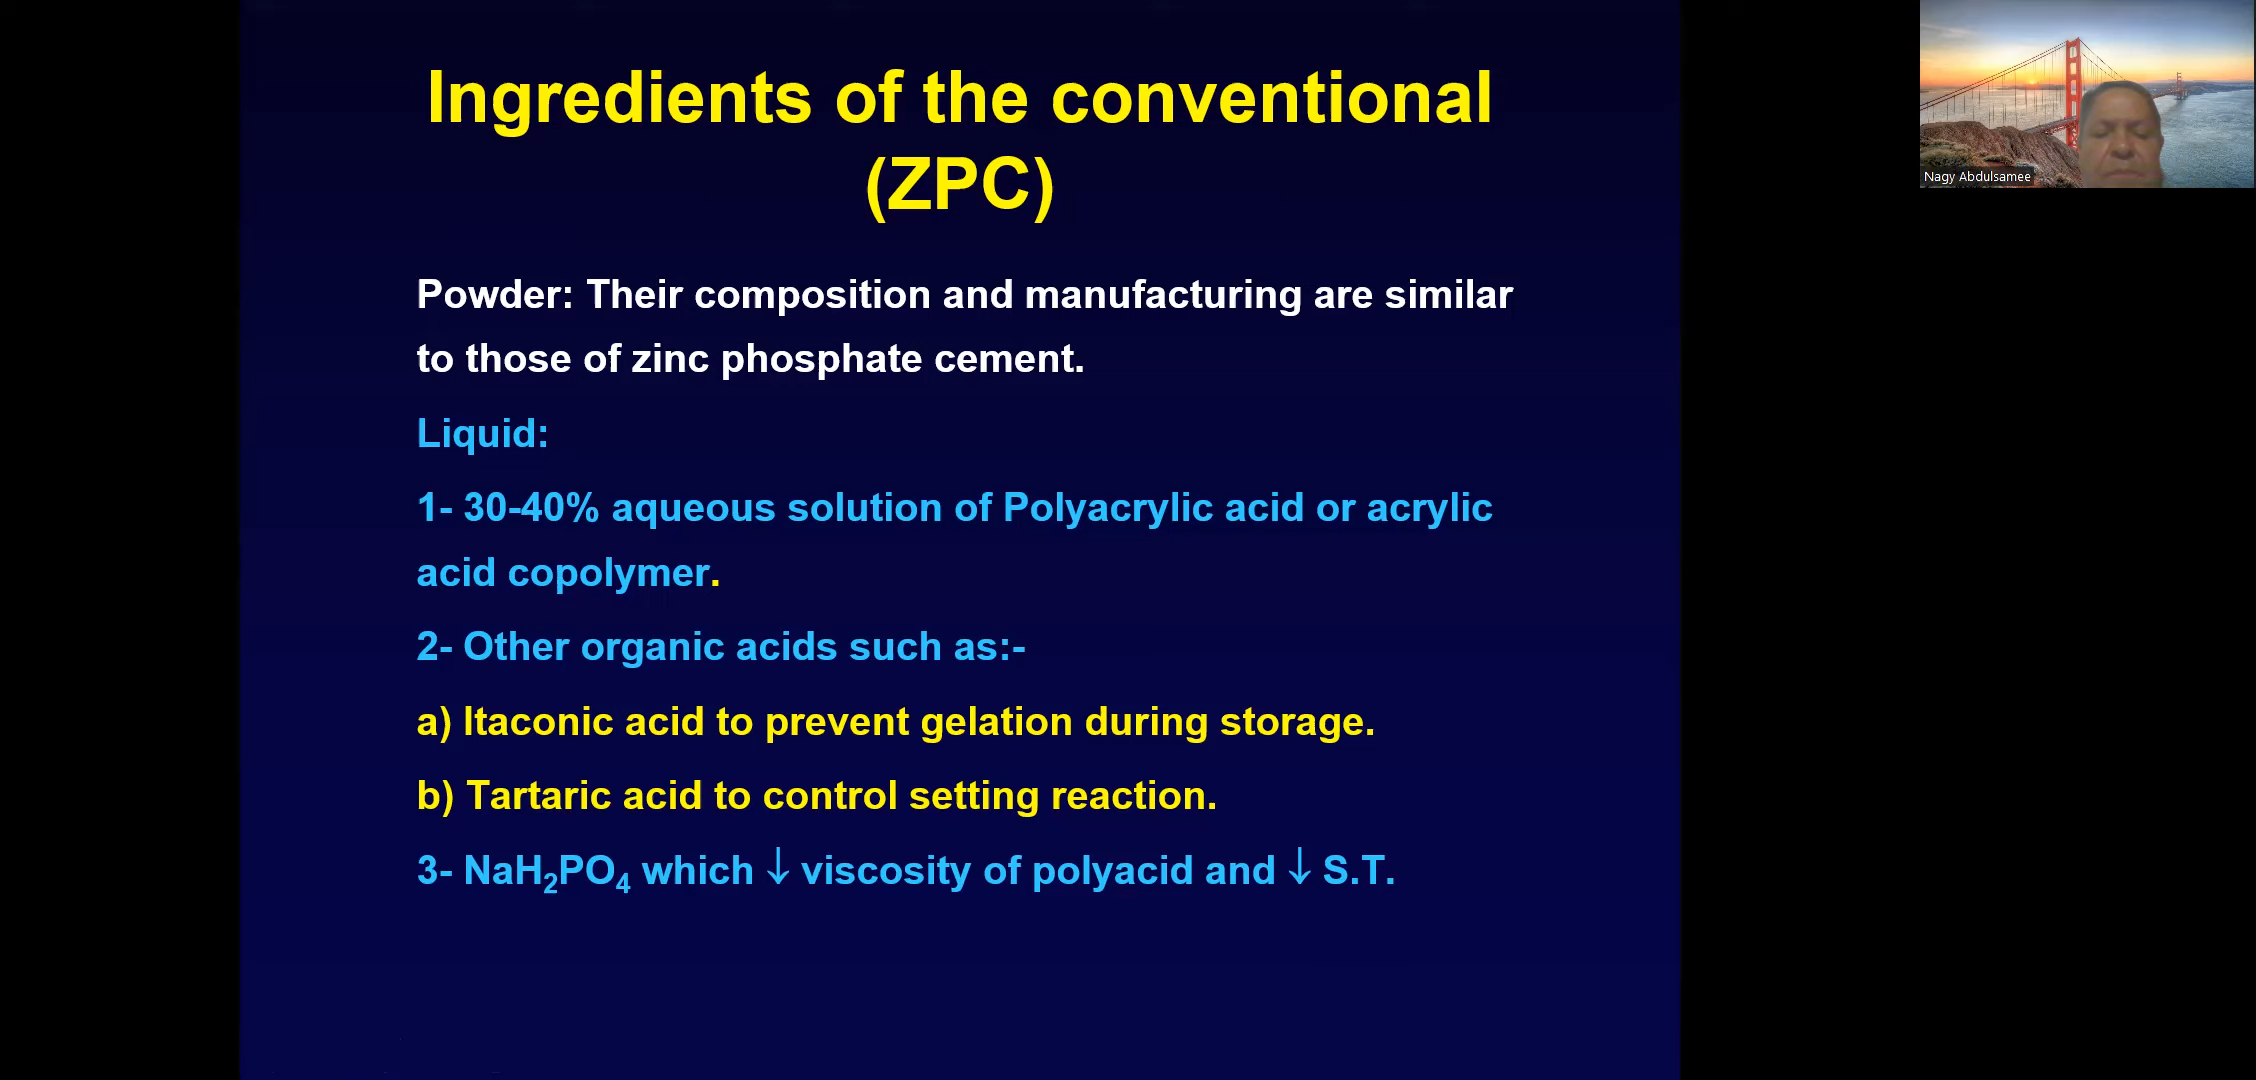 Ingredients of the conventional
(ZPC)
Powder: Their composition and manufacturing are similar
to those of zinc phosphate cement.
Liquid:
1- 30-40% aqueous solution of Polyacrylic acid or acrylic
acid copolymer.
2- Other organic acids such as:-
a) Itaconic acid to prevent gelation during storage.
b) Tartaric acid to control setting reaction.
3- NaH₂PO₄ which ↓ viscosity of polyacid and ↓ S.T.
Nagy Abdulsamee